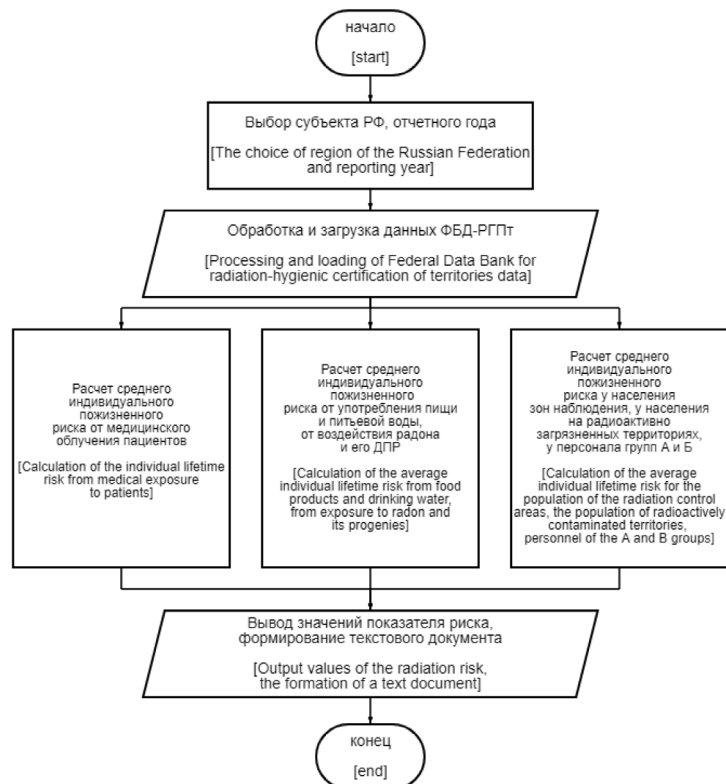 начало
[start]
Выбор субъекта РФ, отчетного года
[The choice of region of the Russian Federation
and reporting year]
Обработка и загрузка данных ФБД-РГПт
[Processing and loading of Federal Data Bank for
radiation-hygienic certification of territories data]
Расчет среднего
индивидуального
пожизненного
риска от медицинского
облучения пациентов
[Calculation of the individual lifetime
risk from medical exposure
to patients]
Расчет среднего
индивидуального
пожизненного
риска от употребления пищи
и питьевой воды,
от воздействия радона
и его ДПР
[Calculation of the average
individual lifetime risk from food
products and drinking water,
from exposure to radon and
its progenies]
Расчет среднего
индивидуального
пожизненного
риска у населения
зон наблюдения, у населения
на радиоактивно
загрязненных территориях,
у персонала групп А и Б
[Calculation of the average
individual lifetime risk for the
population of the radiation control
areas, the population of radioactively
contaminated territories,
personnel of the A and B groups]
Вывод значений показателя риска,
формирование текстового документа
[Output values of the radiation risk,
the formation of a text document]
конец
[end]